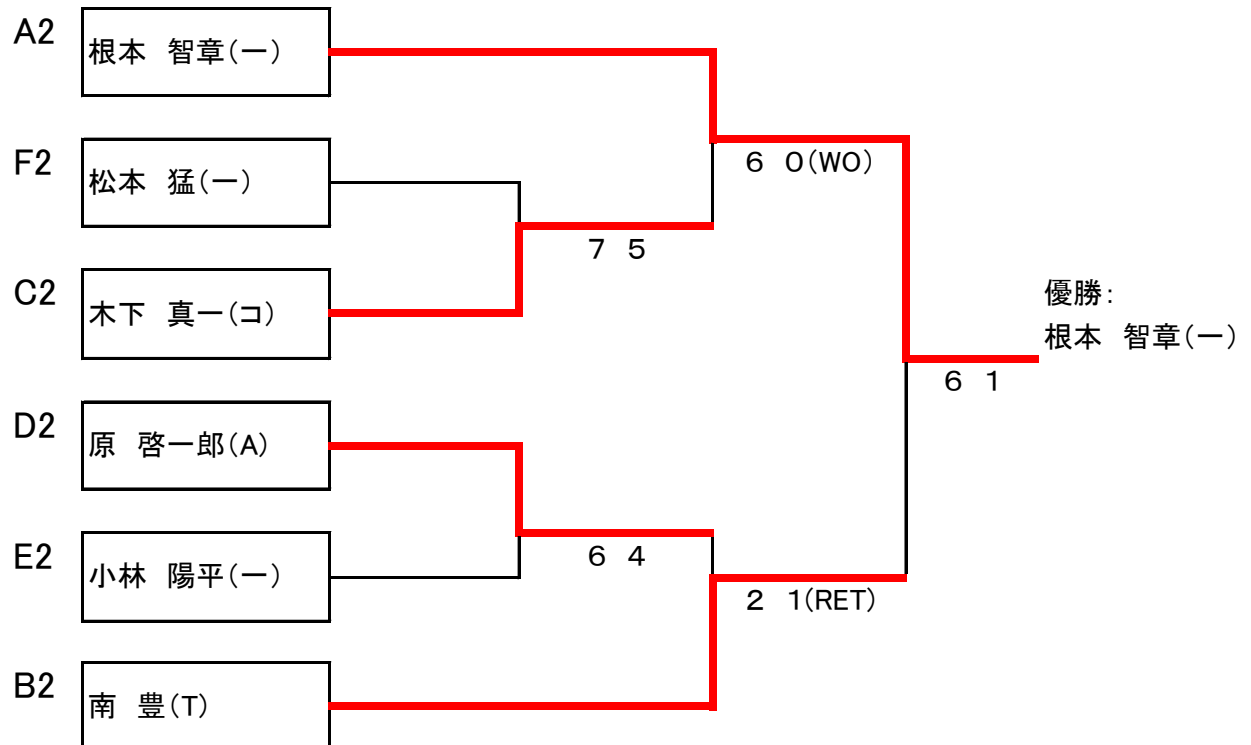 A2
根本　智章(一)
F2
松本　猛(一)
6　0(WO)
7　5
C2
木下　真一(コ)
優勝:
根本　智章(一)
6　1
D2
原　啓一郎(A)
E2
小林　陽平(一)
6　4
2　1(RET)
B2
南　豊(T)